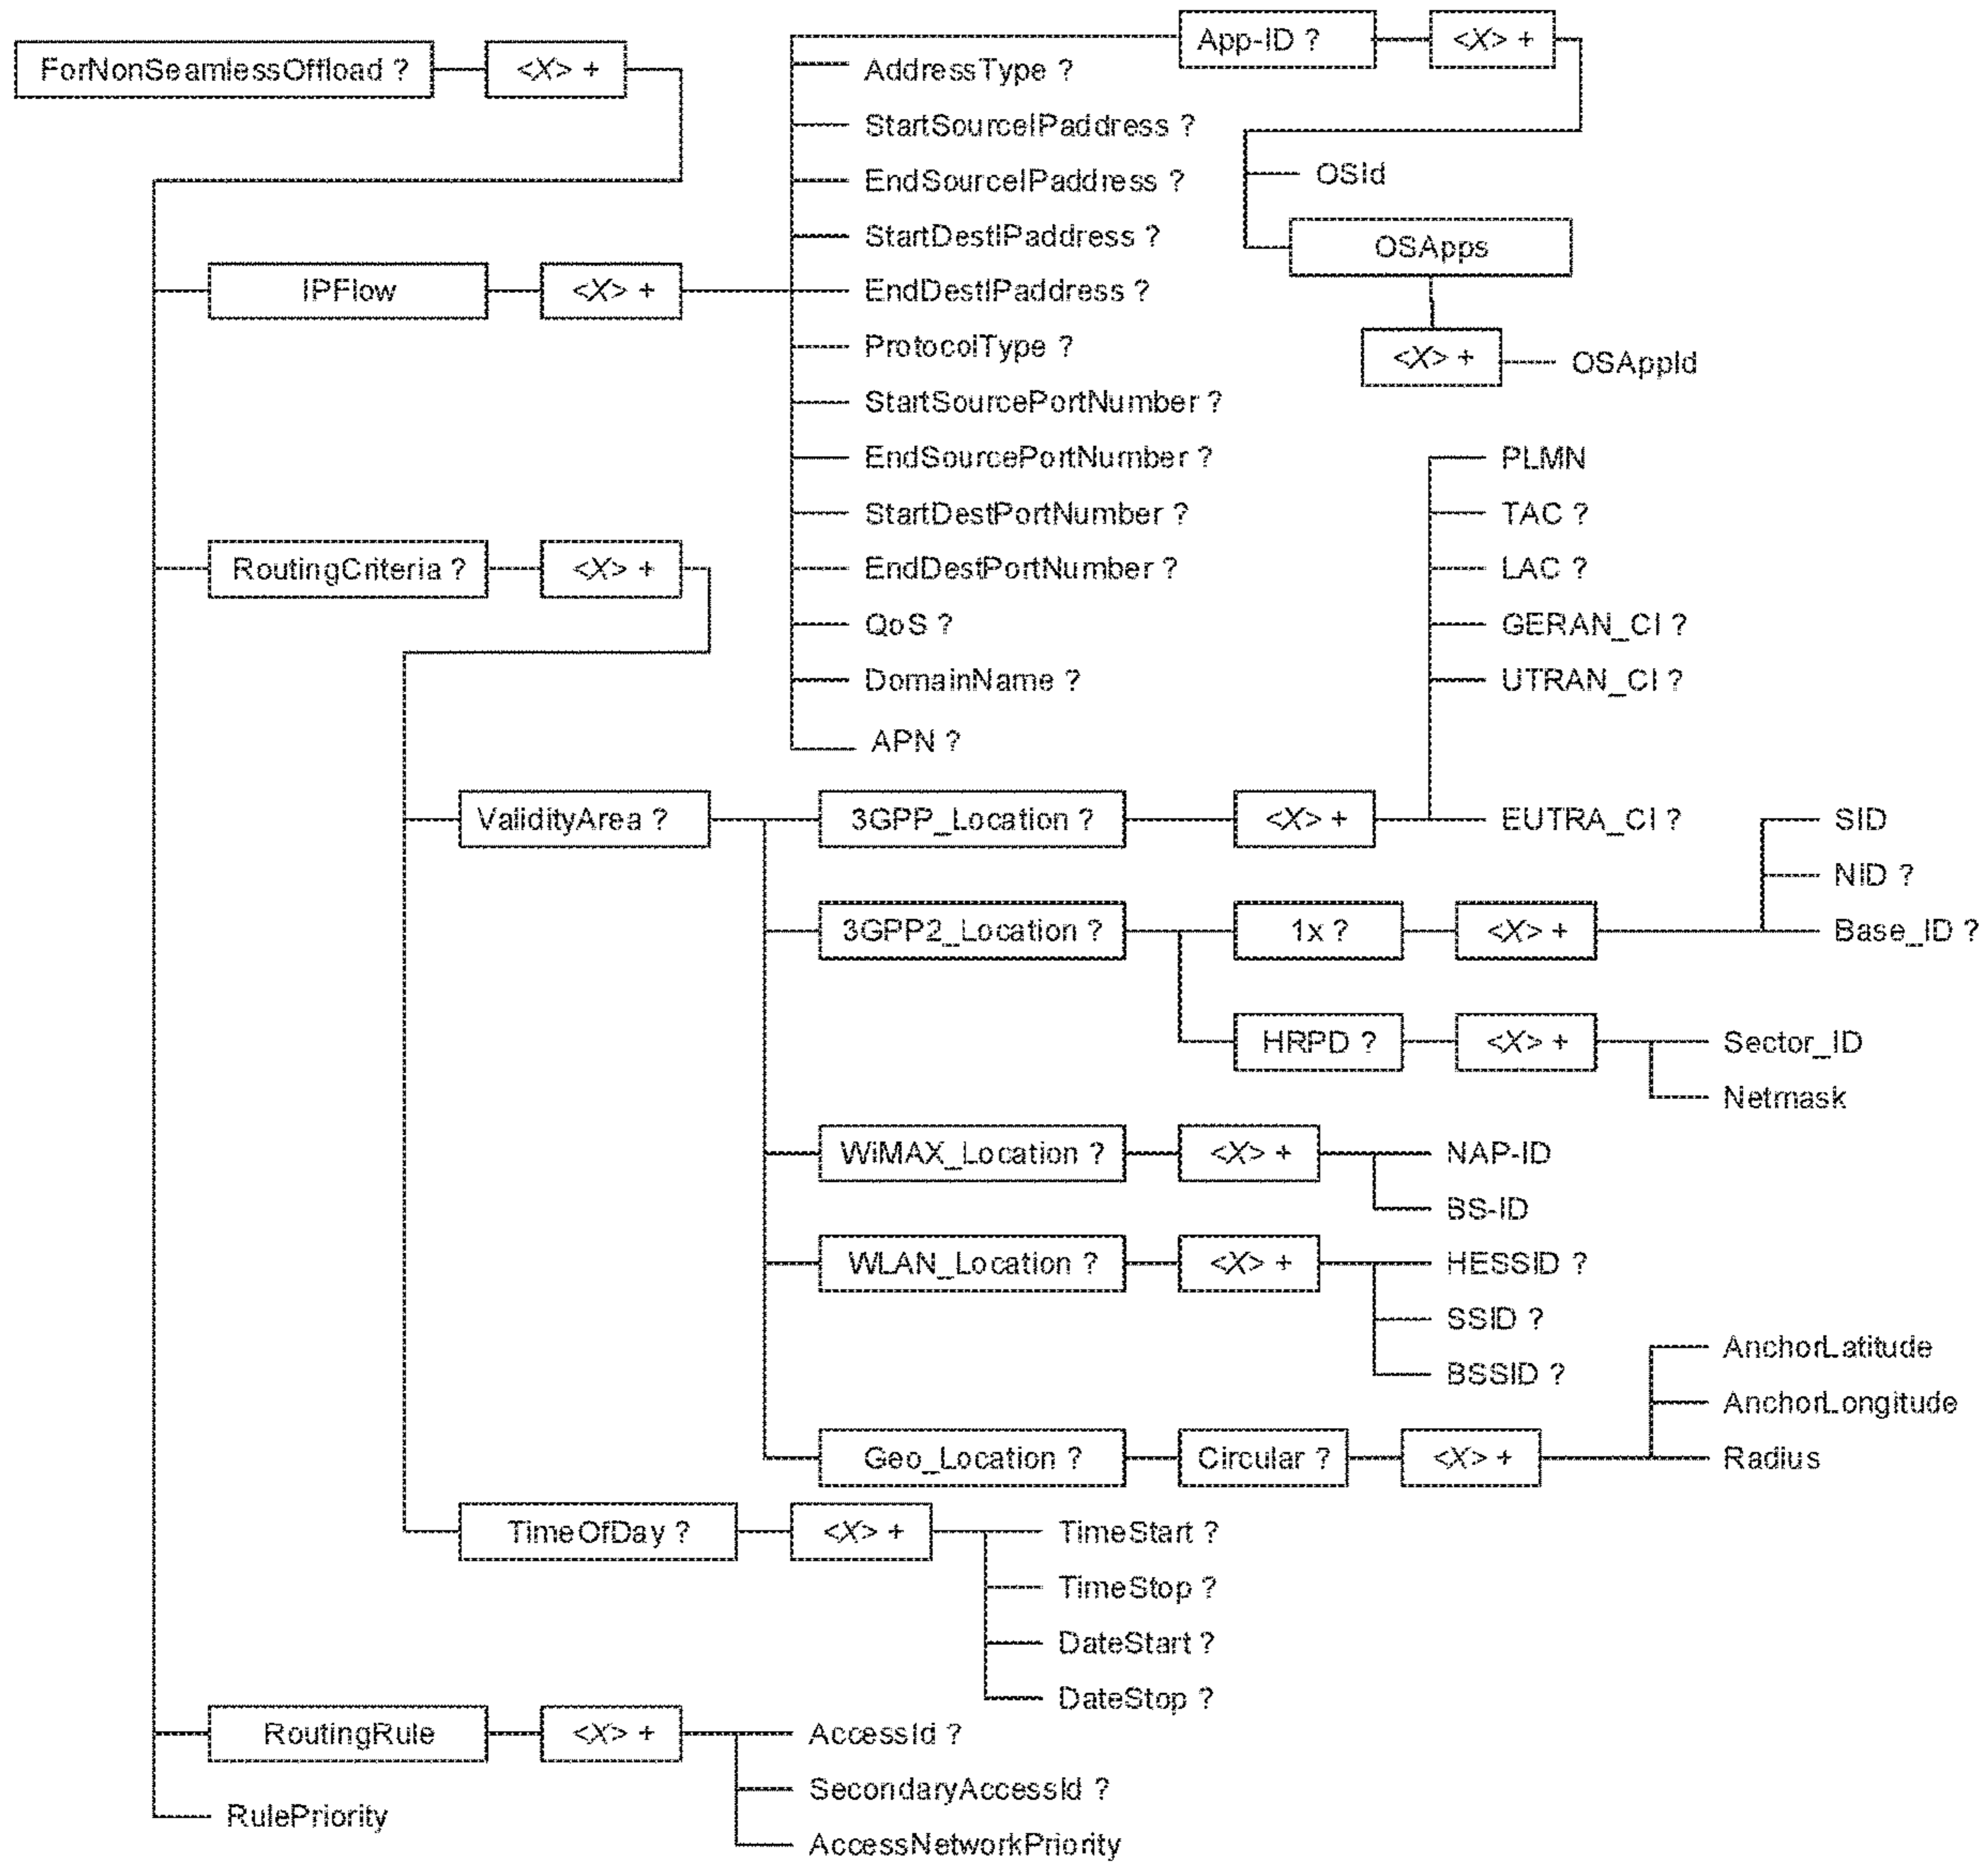 ForNonSeamlessOffload ?
<X> +
App-ID ?
<X> +
AddressType ?
StartSourceIPaddress ?
EndSourceIPaddress ?
OSId
StartDestIPaddress ?
OSApps
IPFlow
<X> +
EndDestIPaddress ?
ProtocolType ?
<X> +
OSAppId
StartSourcePortNumber ?
EndSourcePortNumber ?
PLMN
StartDestPortNumber ?
TAC ?
RoutingCriteria ?
<X> +
EndDestPortNumber ?
LAC ?
QoS ?
GERAN_CI ?
DomainName ?
UTRAN_CI ?
APN ?
ValidityArea ?
3GPP_Location ?
<X> +
EUTRA_CI ?
SID
NID ?
3GPP2_Location ?
1x ?
<X> +
Base_ID ?
HRPD ?
<X> +
Sector_ID
Netmask
WiMAX_Location ?
<X> +
NAP-ID
BS-ID
WLAN_Location ?
<X> +
HESSID ?
SSID ?
BSSID ?
AnchorLatitude
AnchorLongitude
Geo_Location ?
Circular ?
<X> +
Radius
TimeOfDay ?
<X> +
TimeStart ?
TimeStop ?
DateStart ?
DateStop ?
RoutingRule
<X> +
AccessId ?
SecondaryAccessId ?
RulePriority
AccessNetworkPriority